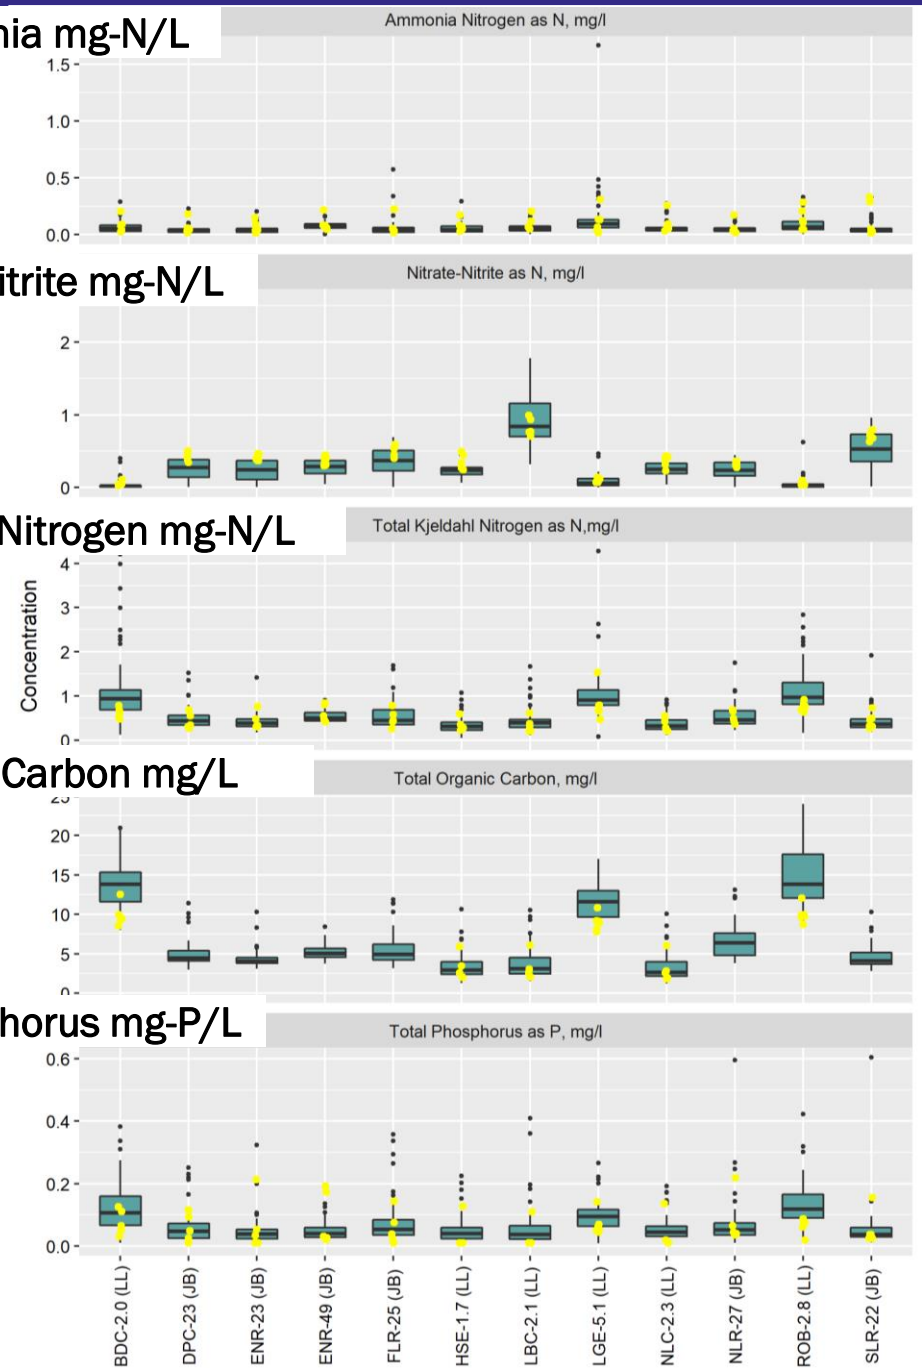 nia mg-N/L
Ammonia Nitrogen as N, mg/l
1.5
1.0
0.5
0.0
itrite mg-N/L
Nitrate-Nitrite as N, mg/l
2
1
0
Nitrogen mg-N/L
Total Kjeldahl Nitrogen as N,mg/l
Concentration
4
3
2
1
0
Carbon mg/L
Total Organic Carbon, mg/l
25
20
15
10
5
0
horus mg-P/L
Total Phosphorus as P, mg/l
0.6
0.4
0.2
0.0
BDC-2.0 (LL)
DPC-23 (JB)
ENR-23 (JB)
ENR-49 (JB)
FLR-25 (JB)
HSE-1.7 (LL)
LBC-2.1 (LL)
LGE-5.1 (LL)
NLC-2.3 (LL)
NLR-27 (JB)
ROB-2.8 (LL)
SLR-22 (JB)